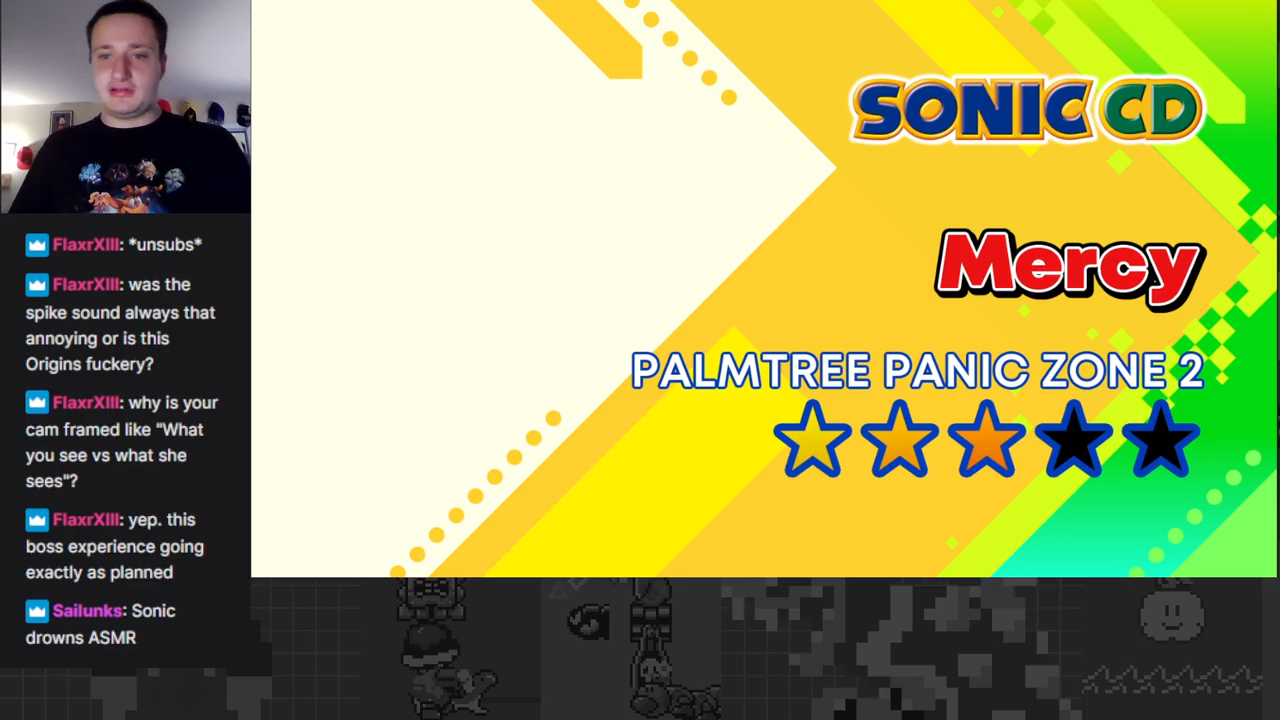 FlaxrXIII: *unsubs*
FlaxrXIII: was the
spike sound always that
annoying or is this
Origins fuckery?
FlaxrXIII: why is your
cam framed like "What
you see vs what she
sees"?
FlaxrXIII: yep. this
boss experience going
exactly as planned
Sailunks: Sonic
drowns ASMR
SONIC CD
Mercy
PALMTREE PANIC ZONE 2